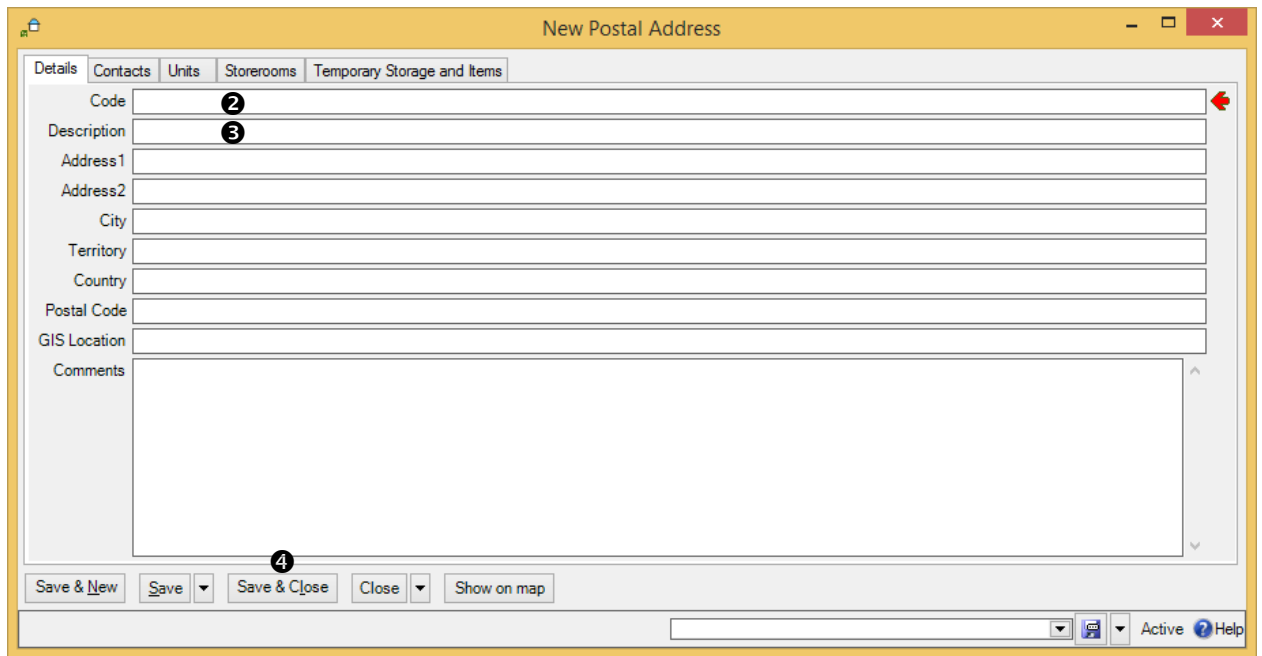 New Postal Address
Details Contacts Units Storerooms Temporary Storage and Items
Code ❷
Description ❸
Address1
Address2
City
Territory
Country
Postal Code
GIS Location
Comments
❹
Save & New Save Save & Close Close Show on map
Active Help